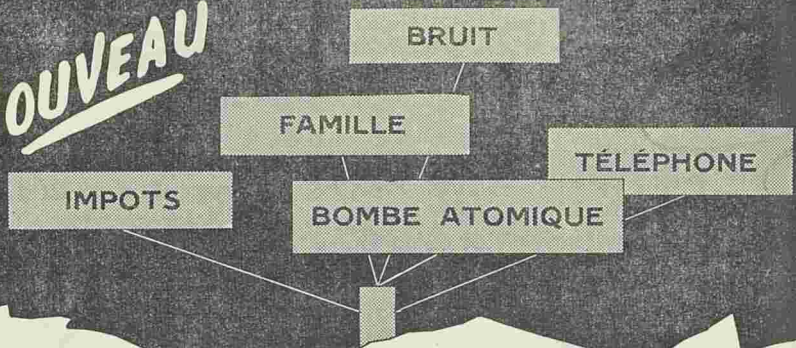 OUVEAU
BRUIT
FAMILLE
TÉLÉPHONE
IMPOTS
BOMBE ATOMIQUE